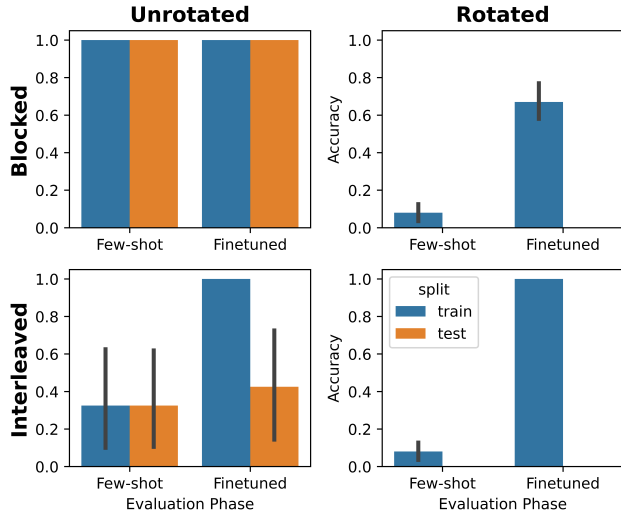 Unrotated
Rotated
Blocked
1.0
0.8
0.6
0.4
0.2
0.0
Few-shot
Finetuned
Accuracy
1.0
0.8
0.6
0.4
0.2
0.0
Few-shot
Finetuned
Interleaved
1.0
0.8
0.6
0.4
0.2
0.0
Few-shot
Finetuned
Evaluation Phase
Accuracy
1.0
0.8
0.6
0.4
0.2
0.0
split
train
test
Few-shot
Finetuned
Evaluation Phase